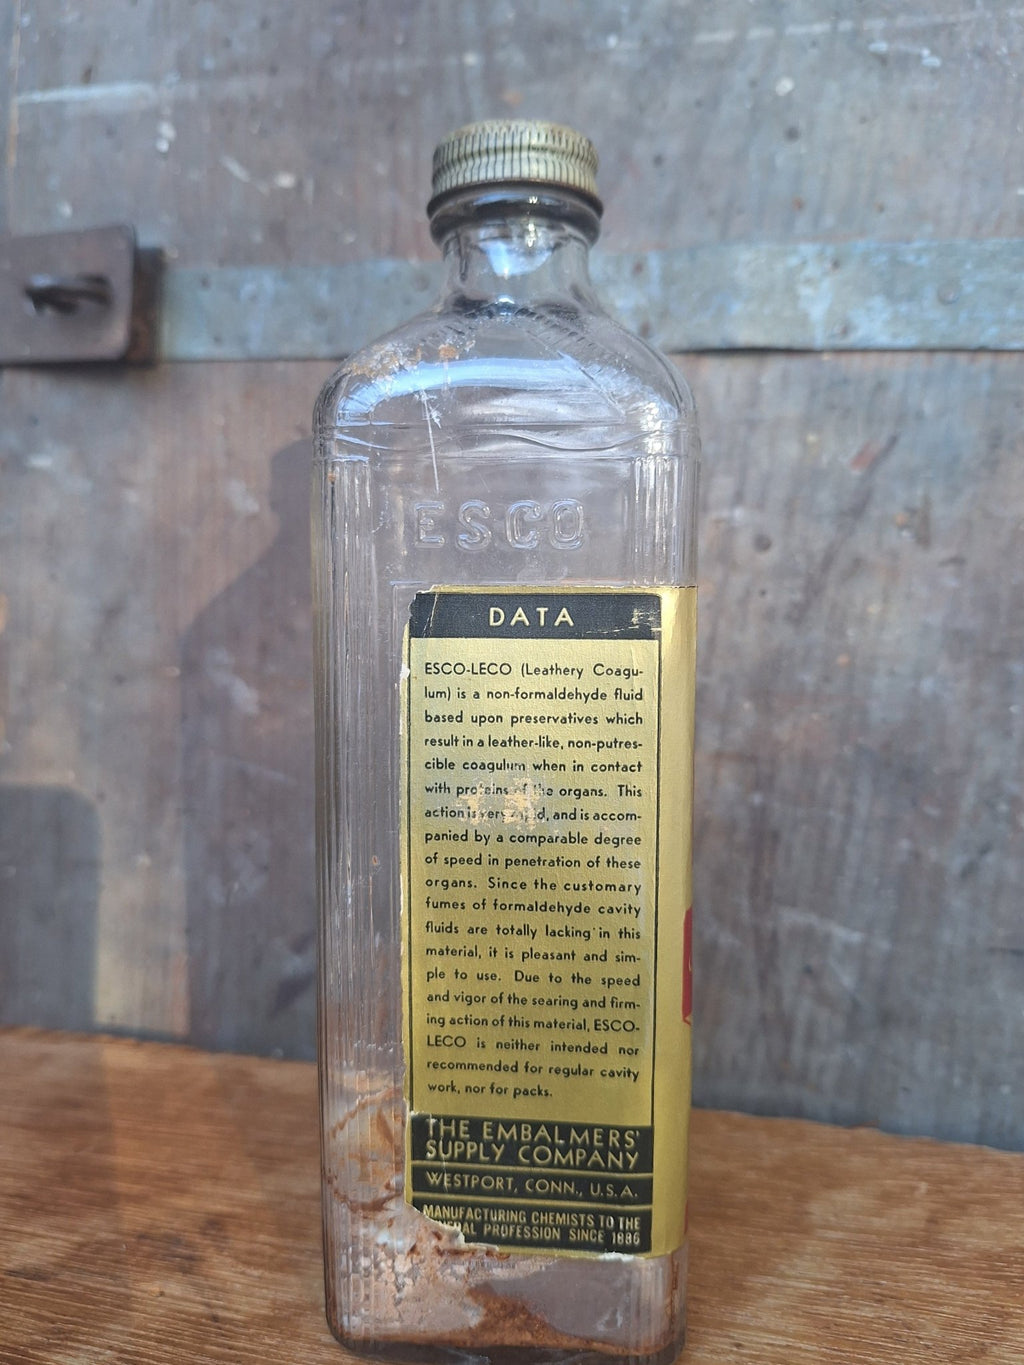 ESCO
DATA
ESCO-LECO (Leathery Coagu-
lum) is a non-formaldehyde fluid
based upon preservatives which
result in a leather-like, non-putres-
cible coagulum when in contact
with proteins of the organs. This
action is very rapid, and is accom-
panied by a comparable degree
of speed in penetration of these
organs. Since the customary
fumes of formaldehyde cavity
fluids are totally lacking in this
material, it is pleasant and sim-
ple to use. Due to the speed
and vigor of the searing and firm-
ing action of this material, ESCO-
LECO is neither intended nor
recommended for regular cavity
work, nor for packs.
THE EMBALMERS'
SUPPLY COMPANY
WESTPORT, CONN., U.S.A.
MANUFACTURING CHEMISTS TO THE
PROFESSION SINCE 1886